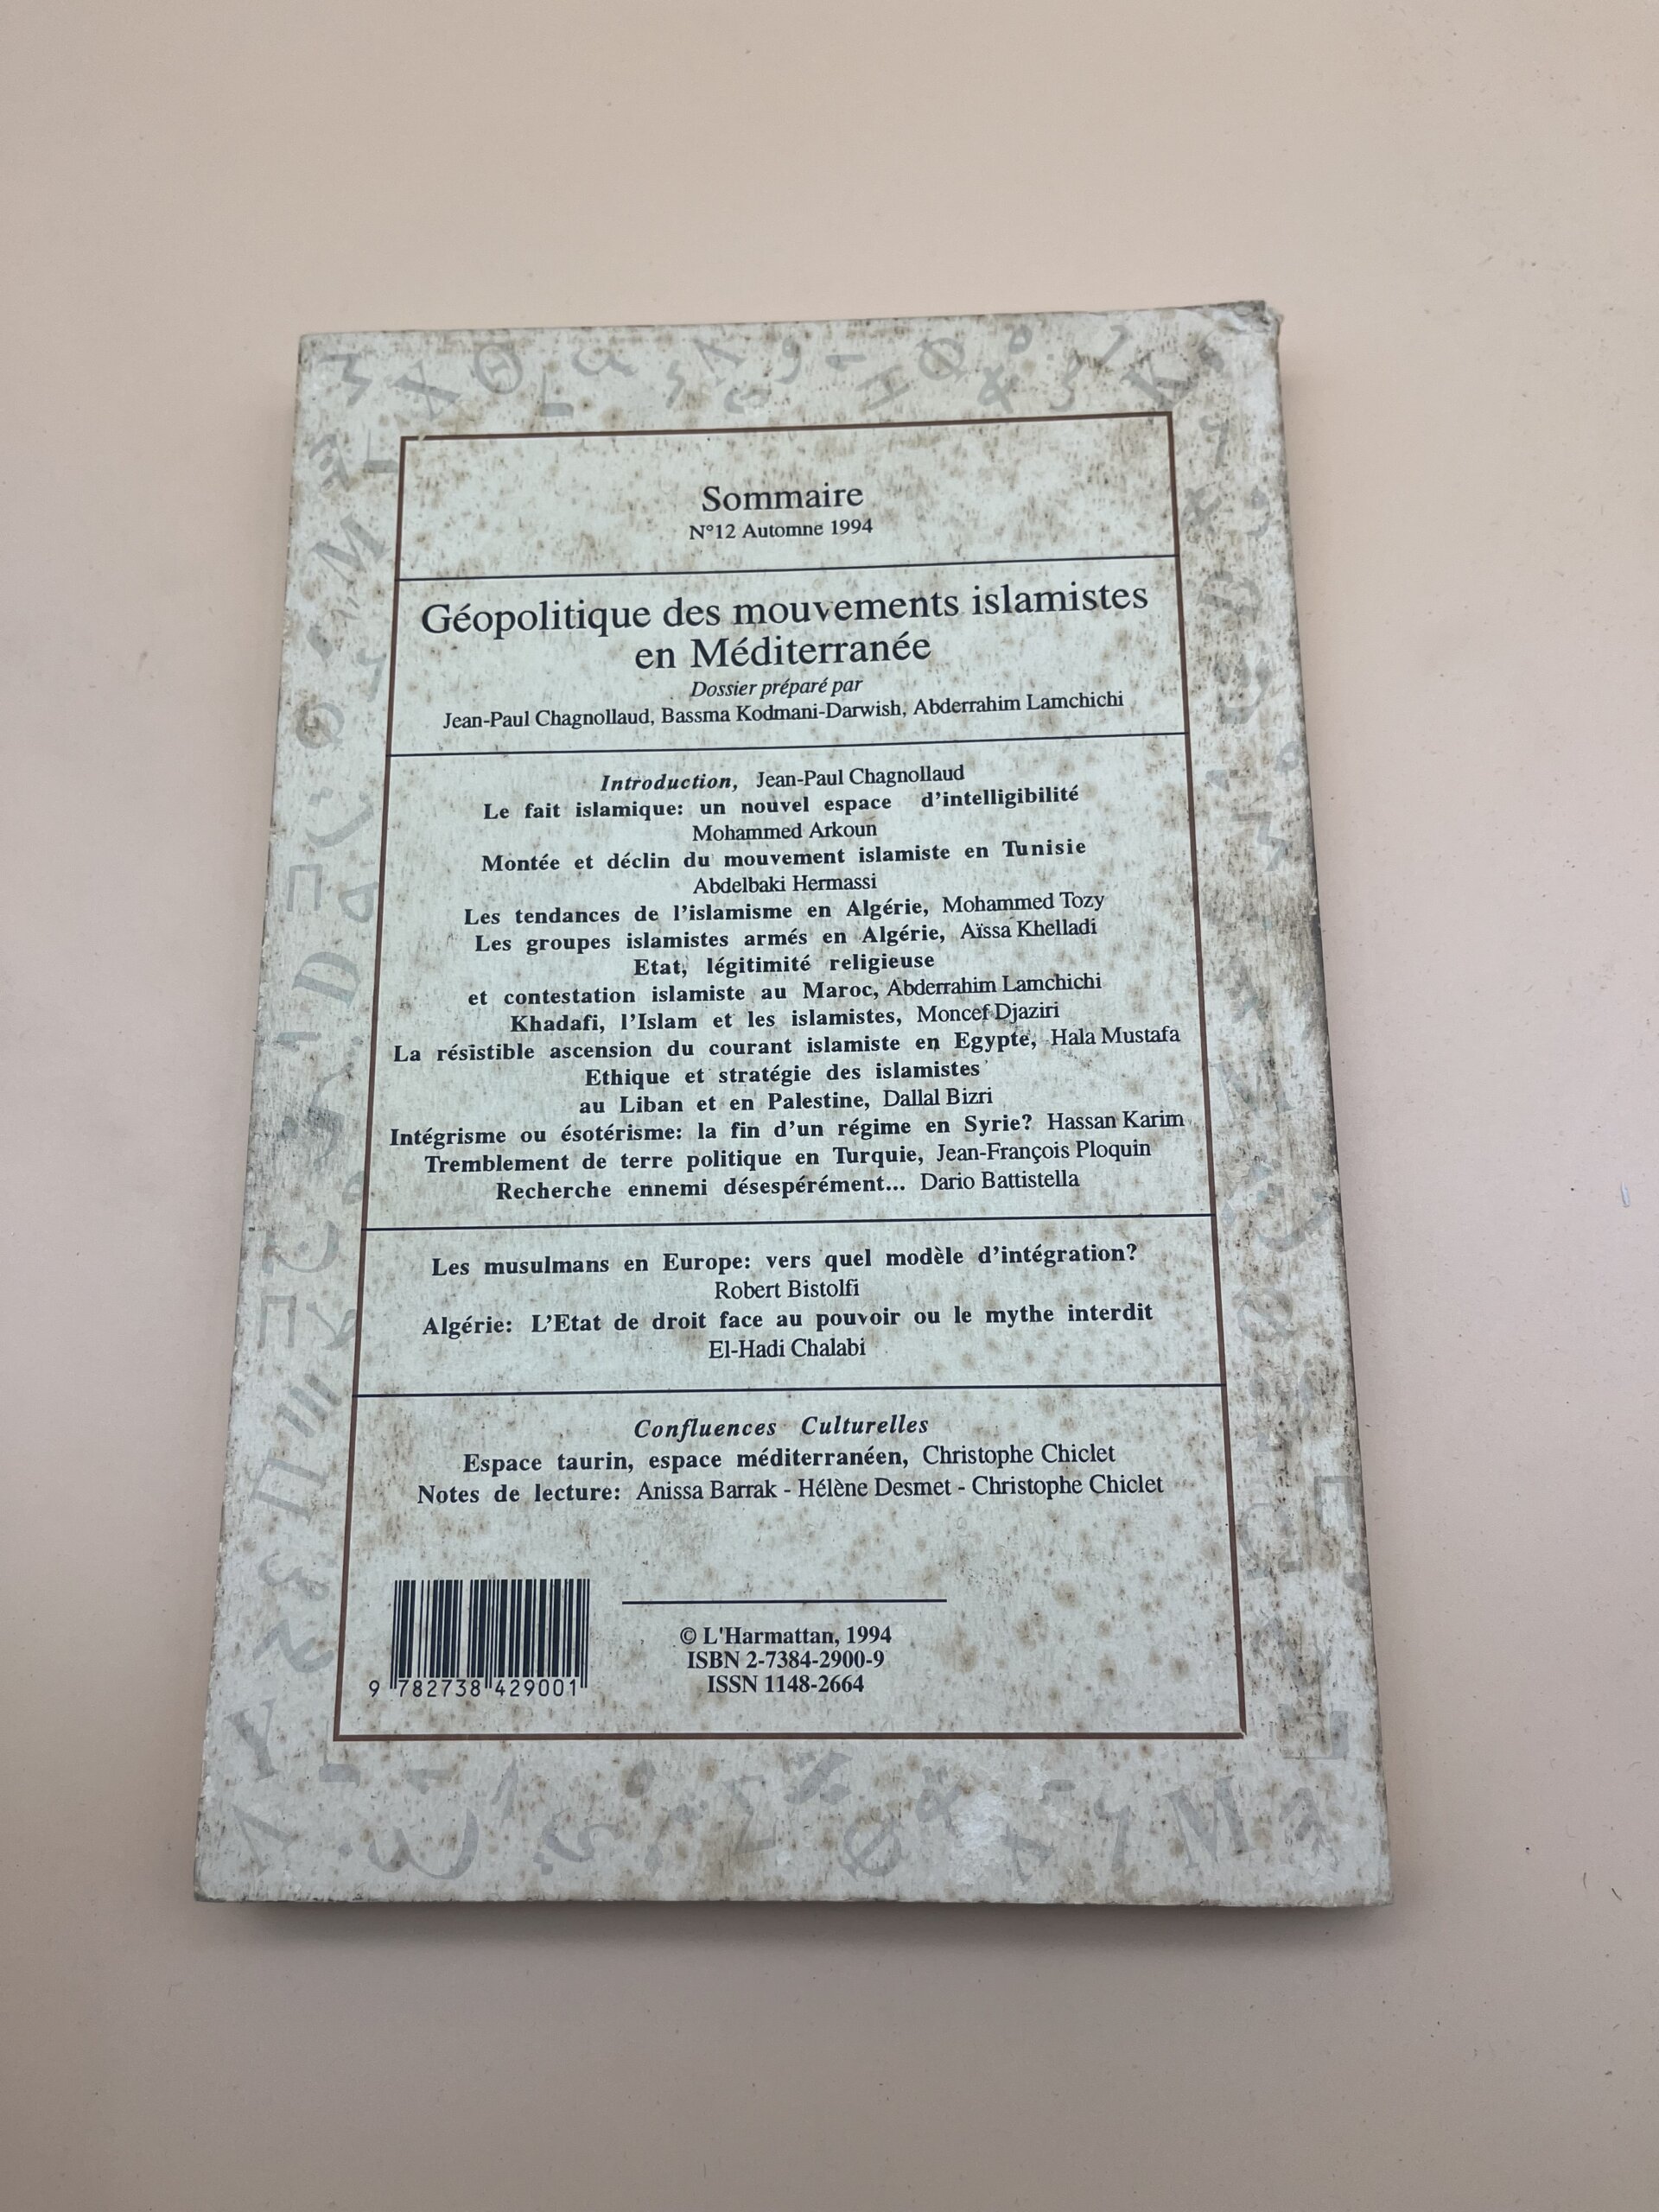 Sommaire
N°12 Automne 1994
Géopolitique des mouvements islamistes
en Méditerranée
Dossier préparé par
Jean-Paul Chagnollaud, Bassma Kodmani-Darwish, Abderrahim Lamchichi
Introduction, Jean-Paul Chagnollaud
Le fait islamique: un nouvel espace d'intelligibilité
Mohammed Arkoun
Montée et déclin du mouvement islamiste en Tunisie
Abdelbaki Hermassi
Les tendances de l'islamisme en Algérie, Mohammed Tozy
Les groupes islamistes armés en Algérie, Aïssa Khelladi
Etat, légitimité religieuse
et contestation islamiste au Maroc, Abderrahim Lamchichi
Khadafi, l'Islam et les islamistes, Moncef Djaziri
La résistible ascension du courant islamiste en Egypte, Hala Mustafa
Ethique et stratégie des islamistes
au Liban et en Palestine, Dallal Bizri
Intégrisme ou ésotérisme: la fin d'un régime en Syrie? Hassan Karim
Tremblement de terre politique en Turquie, Jean-François Ploquin
Recherche ennemi désespérément... Dario Battistella
Les musulmans en Europe: vers quel modèle d'intégration?
Robert Bistolfi
Algérie: L'Etat de droit face au pouvoir ou le mythe interdit
El-Hadi Chalabi
Confluences Culturelles
Espace taurin, espace méditerranéen, Christophe Chiclet
Notes de lecture: Anissa Barrak - Hélène Desmet - Christophe Chiclet
© L'Harmattan, 1994
ISBN 2-7384-2900-9
ISSN 1148-2664
9 782738 429001